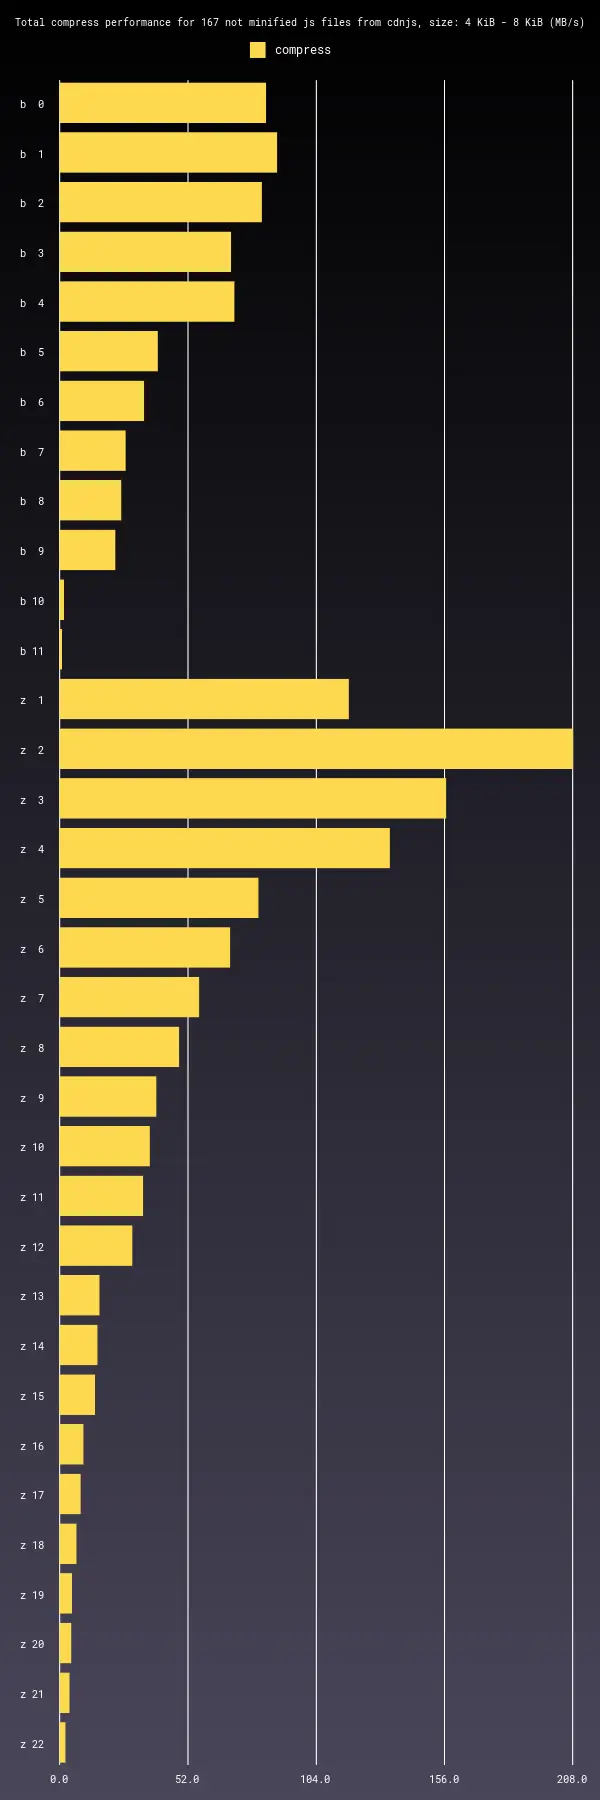 Total compress performance for 167 not minified js files from cdnjs, size: 4 KiB - 8 KiB (MB/s)
compress
b 0
b 1
b 2
b 3
b 4
b 5
b 6
b 7
b 8
b 9
b 10
b 11
z 1
z 2
z 3
z 4
z 5
z 6
z 7
z 8
z 9
z 10
z 11
z 12
z 13
z 14
z 15
z 16
z 17
z 18
z 19
z 20
z 21
z 22
0.0 52.0 104.0 156.0 208.0